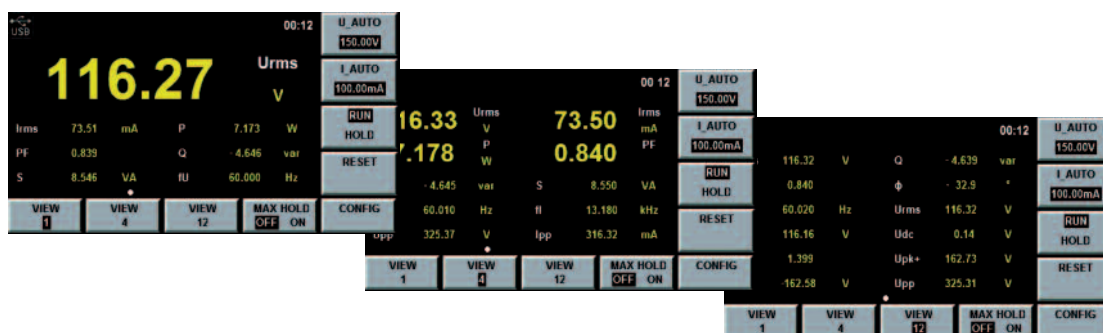 USB 00:12 U_AUTO
150.00V
116.27 Urms V
I_AUTO
100.00mA
RUN
HOLD
Irms 73.51 mA P 7.173 W
PF 0.839 Q -4.646 var
RESET
S 8.546 VA fU 60.000 Hz
VIEW 1 VIEW 4 VIEW 12 MAX HOLD OFF ON CONFIG
00 12 U_AUTO
150.00V
16.33 Urms V 73.50 Irms mA
I_AUTO
100.00mA
.178 P W 0.840 PF
RUN
HOLD
-4.645 var S 8.550 VA
RESET
60.010 Hz fI 13.180 kHz
Upp 325.37 V Ipp 316.32 mA
VIEW 1 VIEW 4 VIEW 12 MAX HOLD OFF ON CONFIG
00:12 U_AUTO
150.00V
116.32 V Q -4.639 var
I_AUTO
100.00mA
0.840 ϕ -32.9 °
60.020 Hz Urms 116.32 V
RUN
HOLD
116.16 V Udc 0.14 V
1.399 Upk+ 162.73 V
RESET
-162.58 V Upp 325.31 V
VIEW 1 VIEW 4 VIEW 12 MAX HOLD OFF ON CONFIG